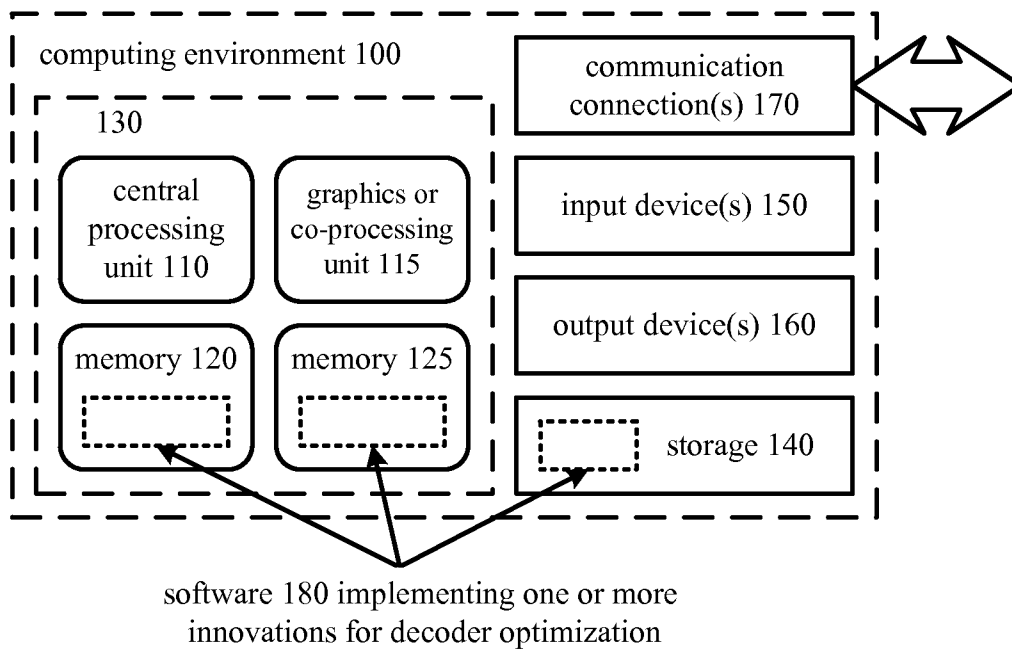 computing environment 100
130
central
processing
unit 110
graphics or
co-processing
unit 115
memory 120
memory 125
communication
connection(s) 170
input device(s) 150
output device(s) 160
storage 140
software 180 implementing one or more
innovations for decoder optimization